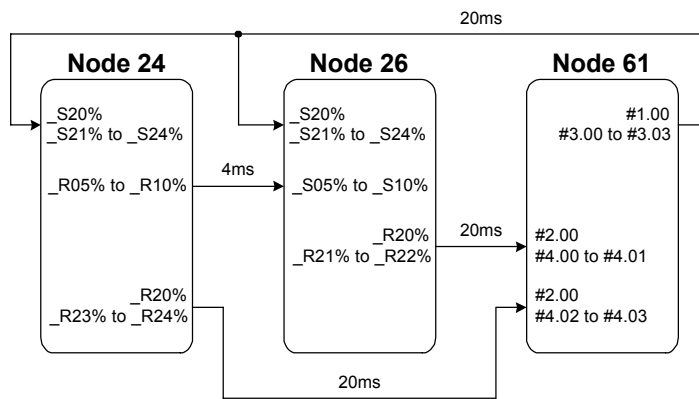 20ms
Node 24
Node 26
Node 61
_S20%
_S21% to _S24%
_R05% to _R10%
_R20%
_R23% to _R24%
4ms
_S20%
_S21% to _S24%
_S05% to _S10%
_R20%
_R21% to _R22%
20ms
#1.00
#3.00 to #3.03
#2.00
#4.00 to #4.01
#2.00
#4.02 to #4.03
20ms